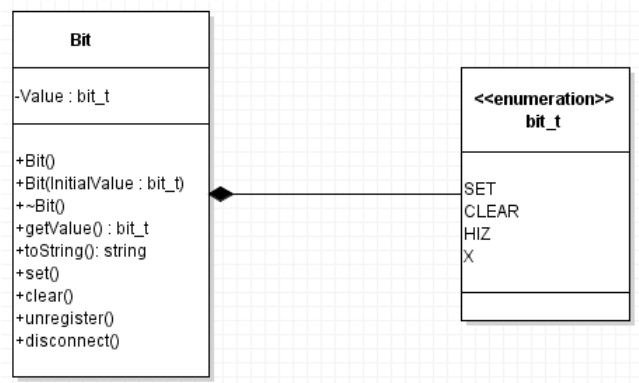 Bit
-Value : bit_t
+Bit()
+Bit(InitialValue : bit_t)
+~Bit()
+getValue() : bit_t
+toString(): string
+set()
+clear()
+unregister()
+disconnect()
<<enumeration>>
bit_t
SET
CLEAR
HIZ
X